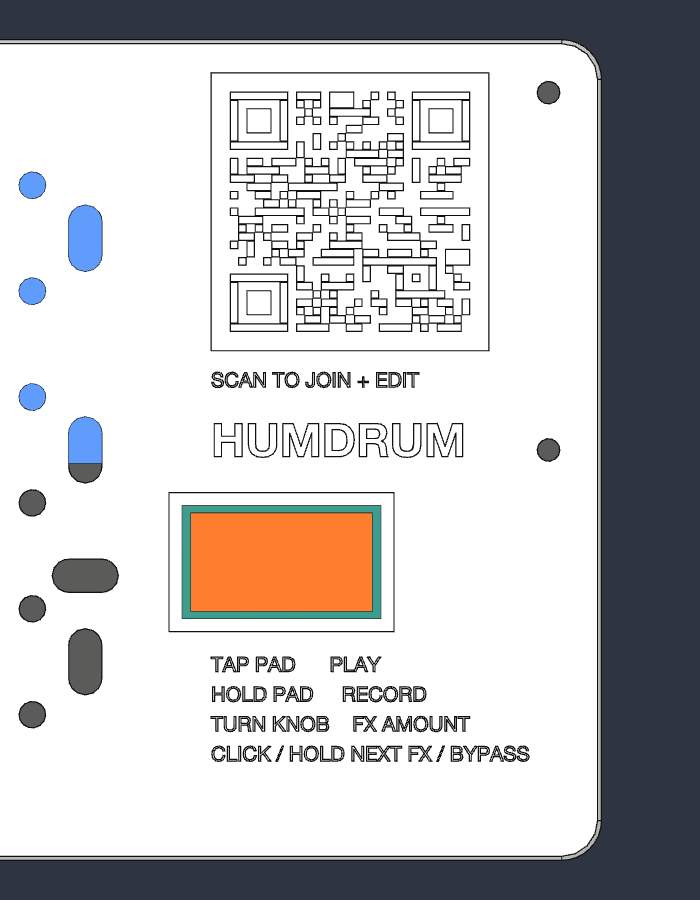 SCAN TO JOIN + EDIT
HUMDRUM
TAP PAD PLAY
HOLD PAD RECORD
TURN KNOB FX AMOUNT
CLICK / HOLD NEXT FX / BYPASS